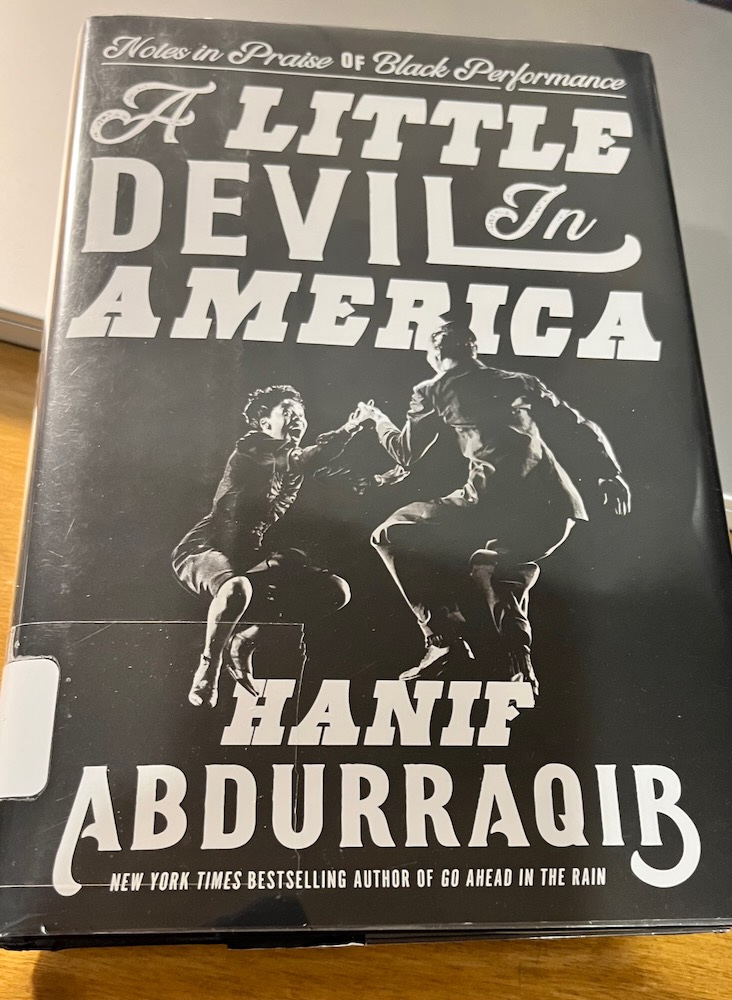 Notes in Praise OF Black Performance
A LITTLE
DEVIL In
AMERICA
HANIF
ABDURRAQIB
NEW YORK TIMES BESTSELLING AUTHOR OF GO AHEAD IN THE RAIN